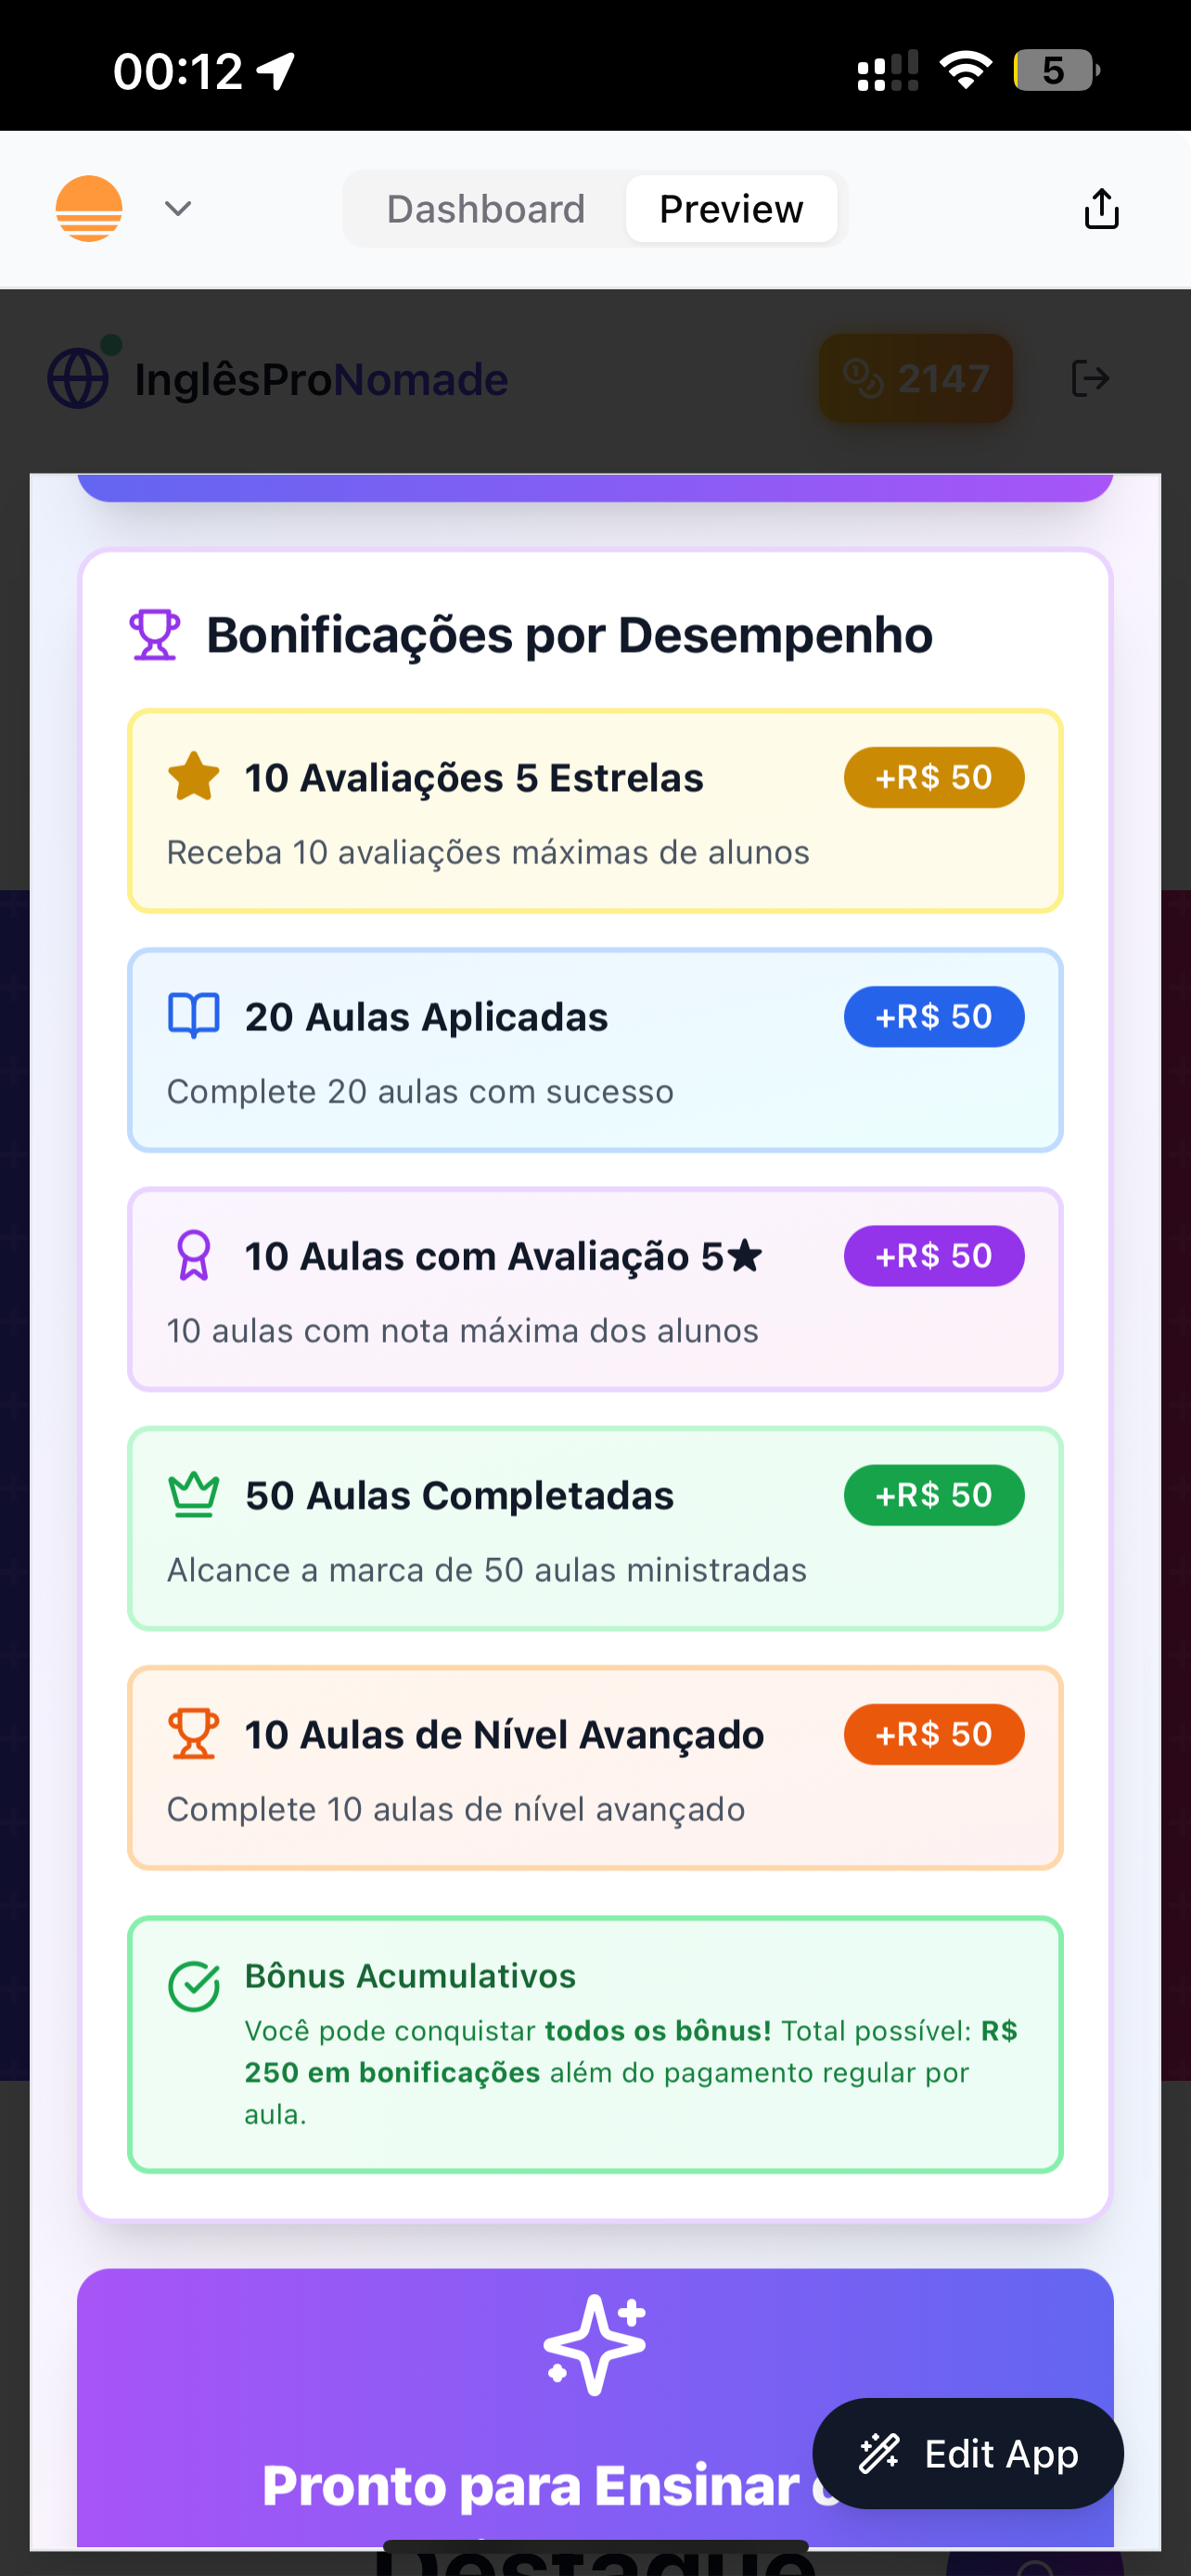 00:12
5
Dashboard
Preview
InglêsProNomade
2147
Bonificações por Desempenho
10 Avaliações 5 Estrelas
+R$ 50
Receba 10 avaliações máximas de alunos
20 Aulas Aplicadas
+R$ 50
Complete 20 aulas com sucesso
10 Aulas com Avaliação 5★
+R$ 50
10 aulas com nota máxima dos alunos
50 Aulas Completadas
+R$ 50
Alcance a marca de 50 aulas ministradas
10 Aulas de Nível Avançado
+R$ 50
Complete 10 aulas de nível avançado
Bônus Acumulativos
Você pode conquistar todos os bônus! Total possível: R$
250 em bonificações além do pagamento regular por
aula.
Edit App
Pronto para Ensinar
Destaque